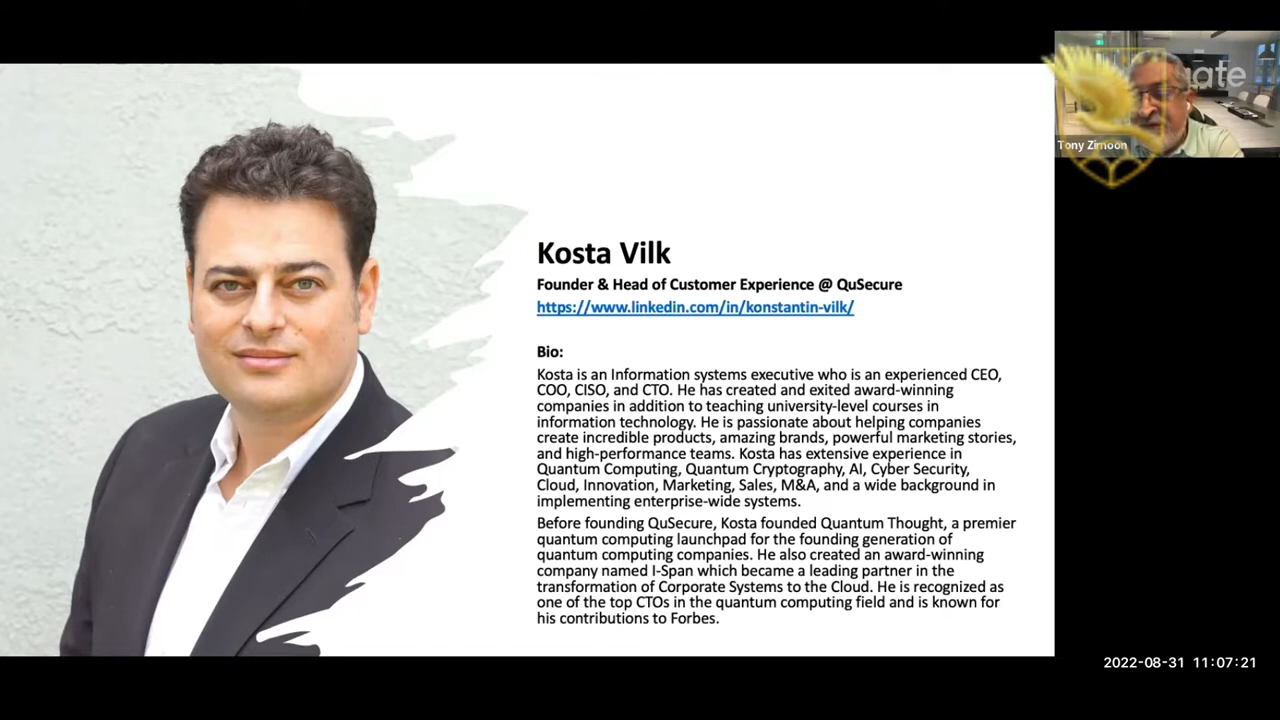 gate
Tony Zirnoon
Kosta Vilk
Founder & Head of Customer Experience @ QuSecure
https://www.linkedin.com/in/konstantin-vilk/
Bio:
Kosta is an Information systems executive who is an experienced CEO,
COO, CISO, and CTO. He has created and exited award-winning
companies in addition to teaching university-level courses in
information technology. He is passionate about helping companies
create incredible products, amazing brands, powerful marketing stories,
and high-performance teams. Kosta has extensive experience in
Quantum Computing, Quantum Cryptography, AI, Cyber Security,
Cloud, Innovation, Marketing, Sales, M&A, and a wide background in
implementing enterprise-wide systems.
Before founding QuSecure, Kosta founded Quantum Thought, a premier
quantum computing launchpad for the founding generation of
quantum computing companies. He also created an award-winning
company named I-Span which became a leading partner in the
transformation of Corporate Systems to the Cloud. He is recognized as
one of the top CTOs in the quantum computing field and is known for
his contributions to Forbes.
2022-08-31 11:07:21